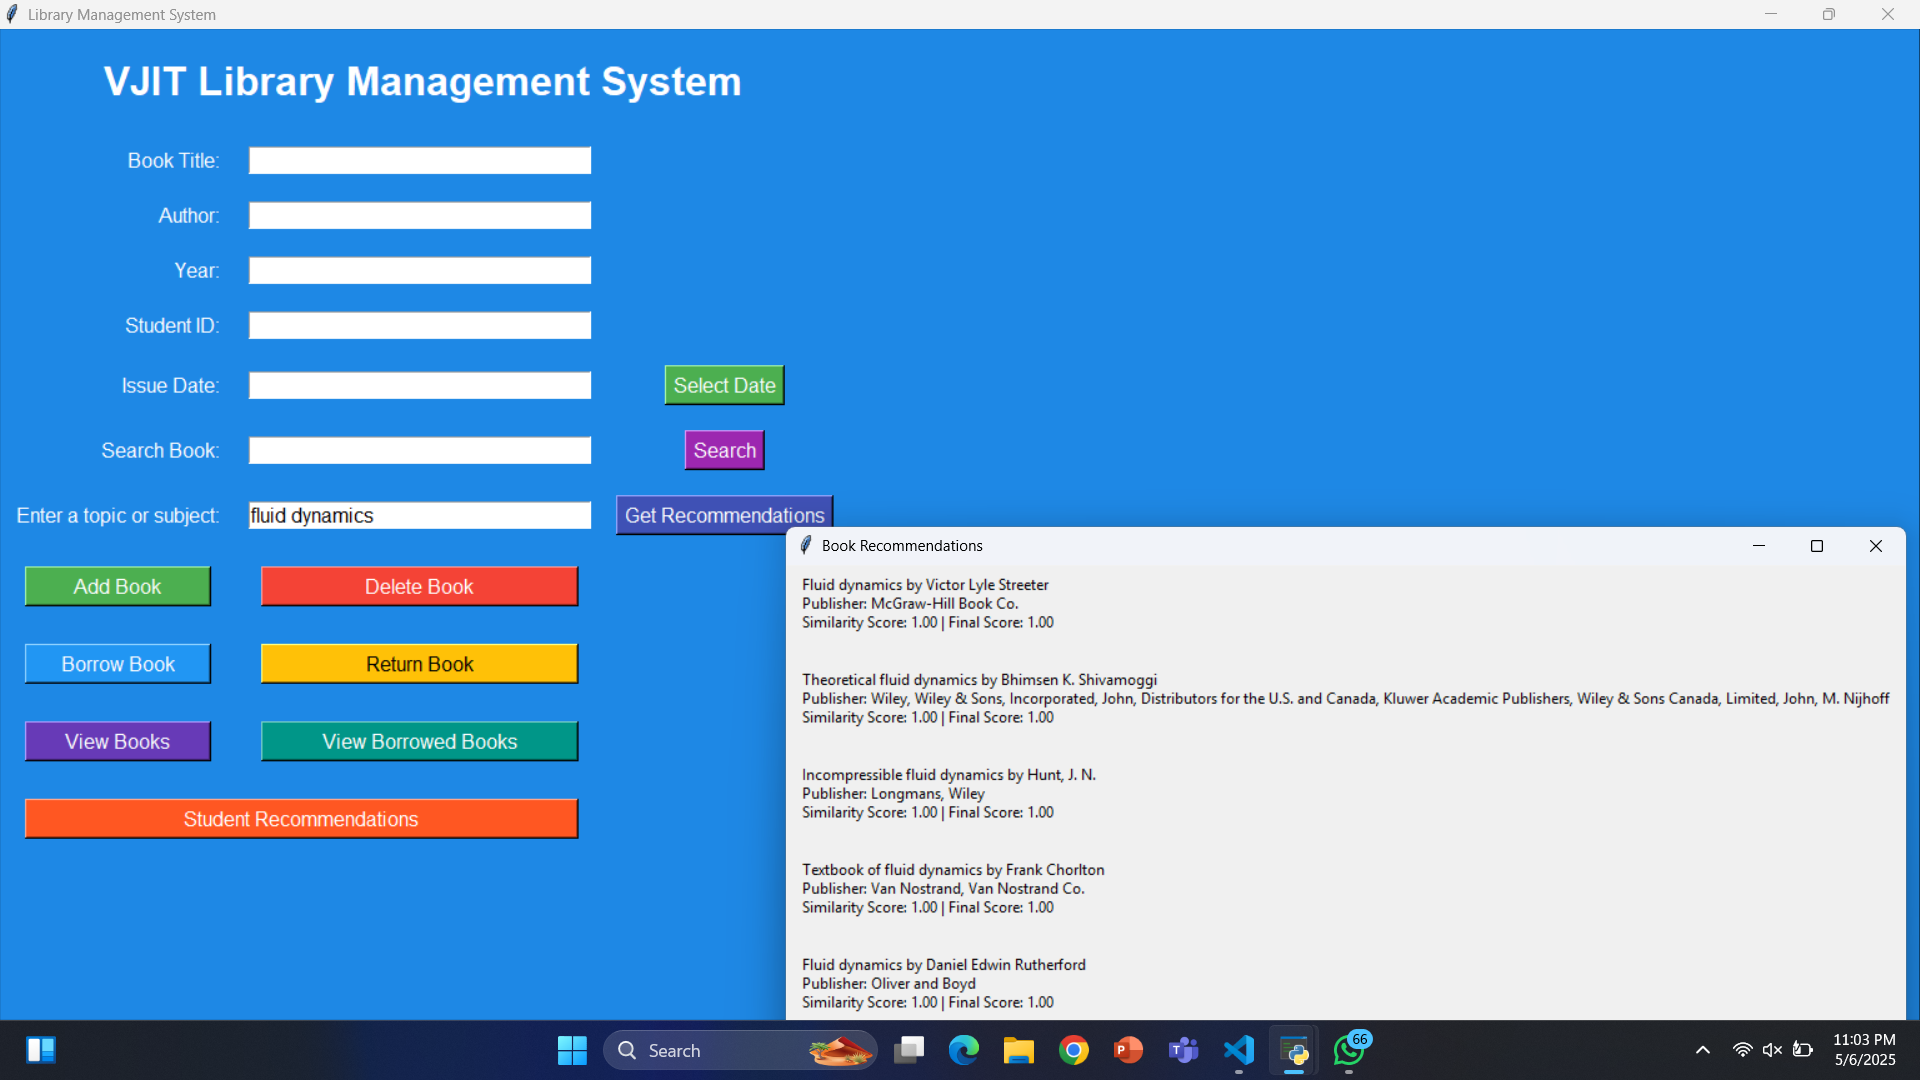 Library Management System
VJIT Library Management System
Book Title:
Author:
Year:
Student ID:
Issue Date:
Select Date
Search Book:
Search
Enter a topic or subject:
fluid dynamics
Get Recommendations
Add Book
Delete Book
Borrow Book
Return Book
View Books
View Borrowed Books
Student Recommendations
Book Recommendations
Fluid dynamics by Victor Lyle Streeter
Publisher: McGraw-Hill Book Co.
Similarity Score: 1.00 | Final Score: 1.00
Theoretical fluid dynamics by Bhimsen K. Shivamoggi
Publisher: Wiley, Wiley & Sons, Incorporated, John, Distributors for the U.S. and Canada, Kluwer Academic Publishers, Wiley & Sons Canada, Limited, John, M. Nijhoff
Similarity Score: 1.00 | Final Score: 1.00
Incompressible fluid dynamics by Hunt, J. N.
Publisher: Longmans, Wiley
Similarity Score: 1.00 | Final Score: 1.00
Textbook of fluid dynamics by Frank Chorlton
Publisher: Van Nostrand, Van Nostrand Co.
Similarity Score: 1.00 | Final Score: 1.00
Fluid dynamics by Daniel Edwin Rutherford
Publisher: Oliver and Boyd
Similarity Score: 1.00 | Final Score: 1.00
Search
66
11:03 PM
5/6/2025